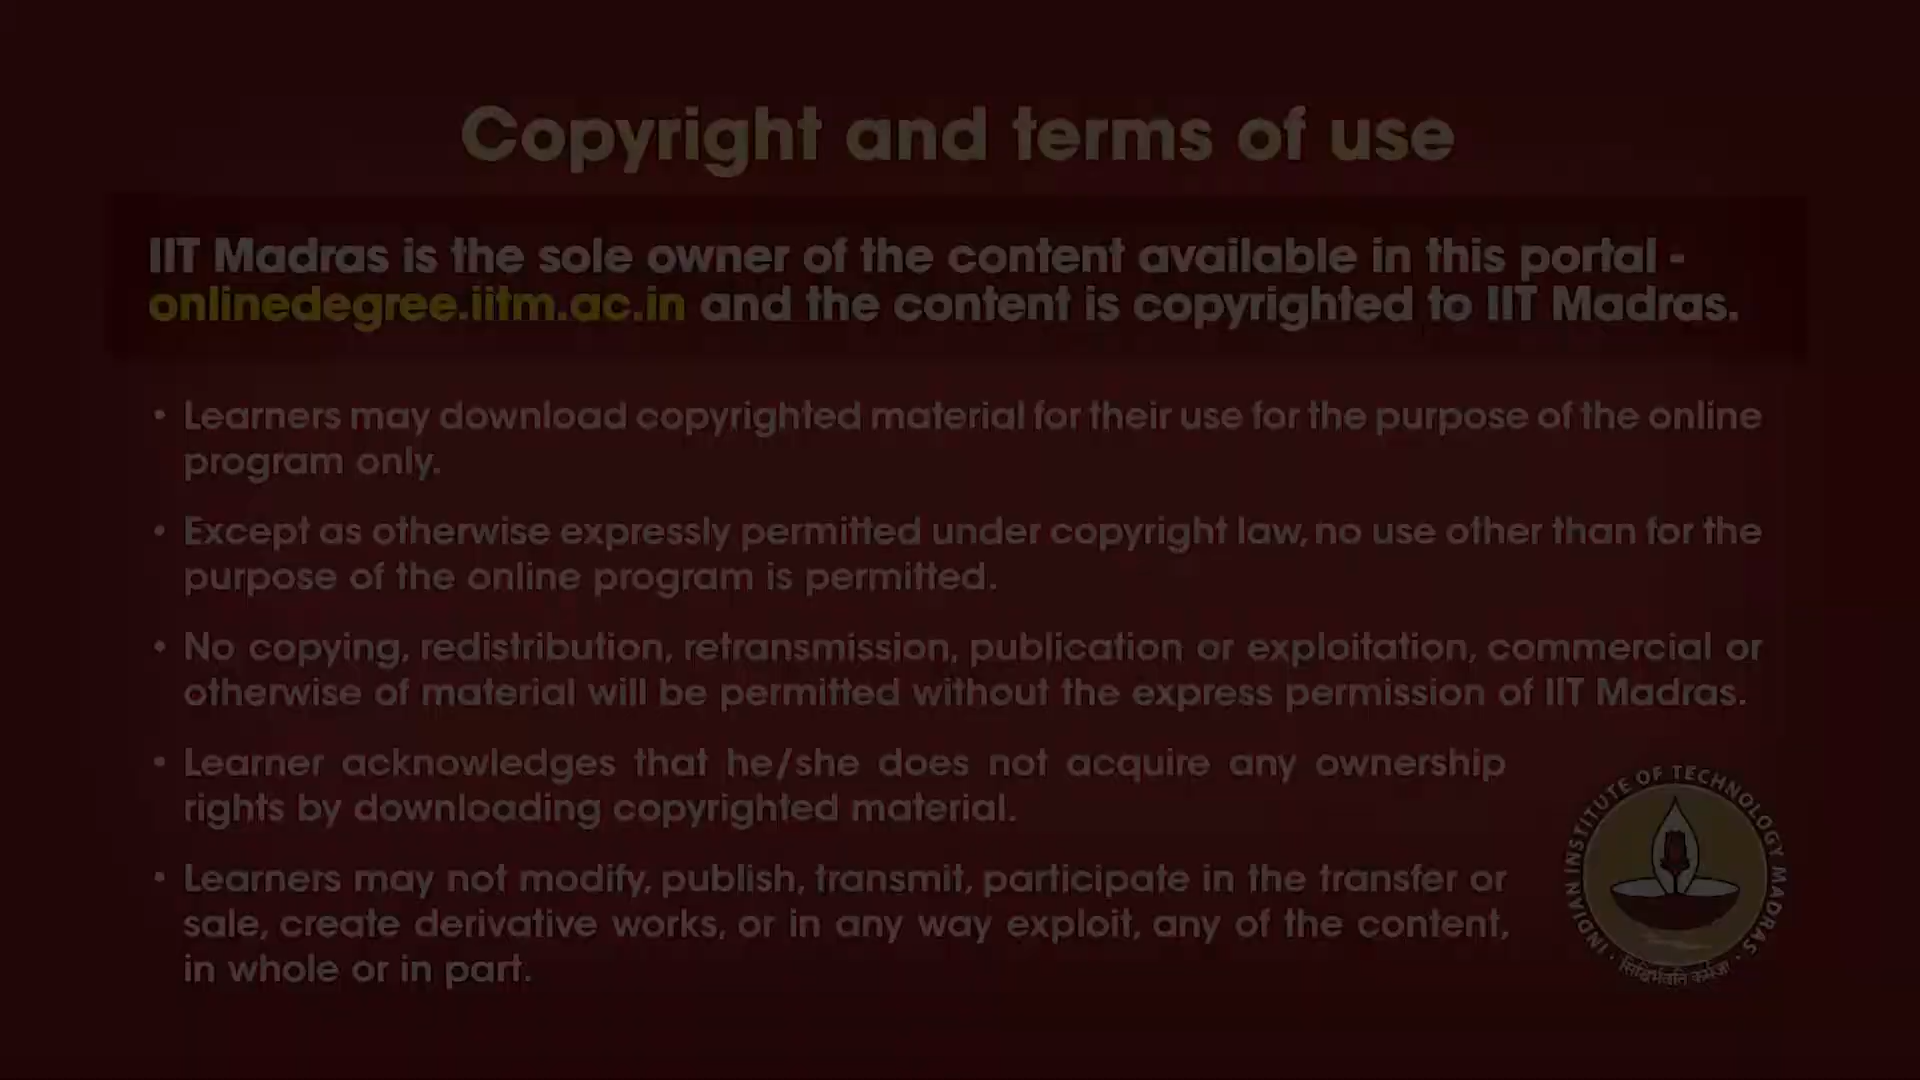 Copyright and terms of use
IIT Madras is the sole owner of the content available in this portal -
onlinedegree.iitm.ac.in and the content is copyrighted to IIT Madras.
• Learners may download copyrighted material for their use for the purpose of the online
program only.
• Except as otherwise expressly permitted under copyright law, no use other than for the
purpose of the online program is permitted.
• No copying, redistribution, retransmission, publication or exploitation, commercial or
otherwise of material will be permitted without the express permission of IIT Madras.
• Learner acknowledges that he/she does not acquire any ownership
rights by downloading copyrighted material.
• Learners may not modify, publish, transmit, participate in the transfer or
sale, create derivative works, or in any way exploit, any of the content,
in whole or in part.
INDIAN INSTITUTE OF TECHNOLOGY MADRAS
सिद्धिर्भवति कर्मजा